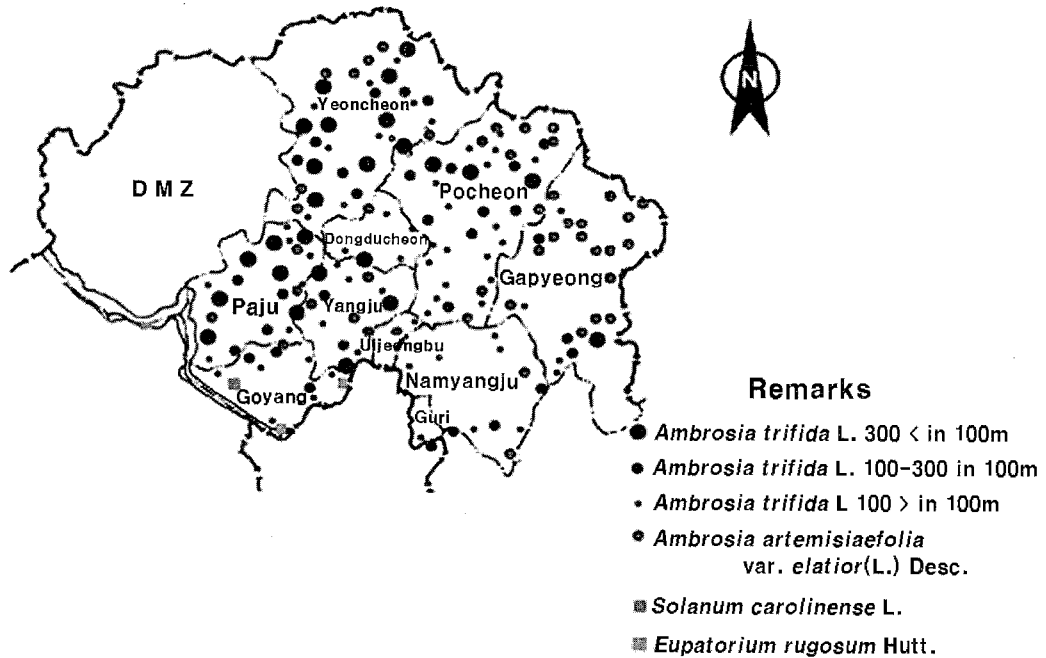 N
Yeoncheon
DMZ
Pocheon
Dongducheon
Gapyeong
Paju
Yangju
Uijeongbu
Goyang
Namyangju
Guri
Remarks
Ambrosia trifida L. 300 < in 100m
Ambrosia trifida L. 100-300 in 100m
Ambrosia trifida L 100 > in 100m
Ambrosia artemisiaefolia
var. elatior(L.) Desc.
Solanum carolinense L.
Eupatorium rugosum Hutt.